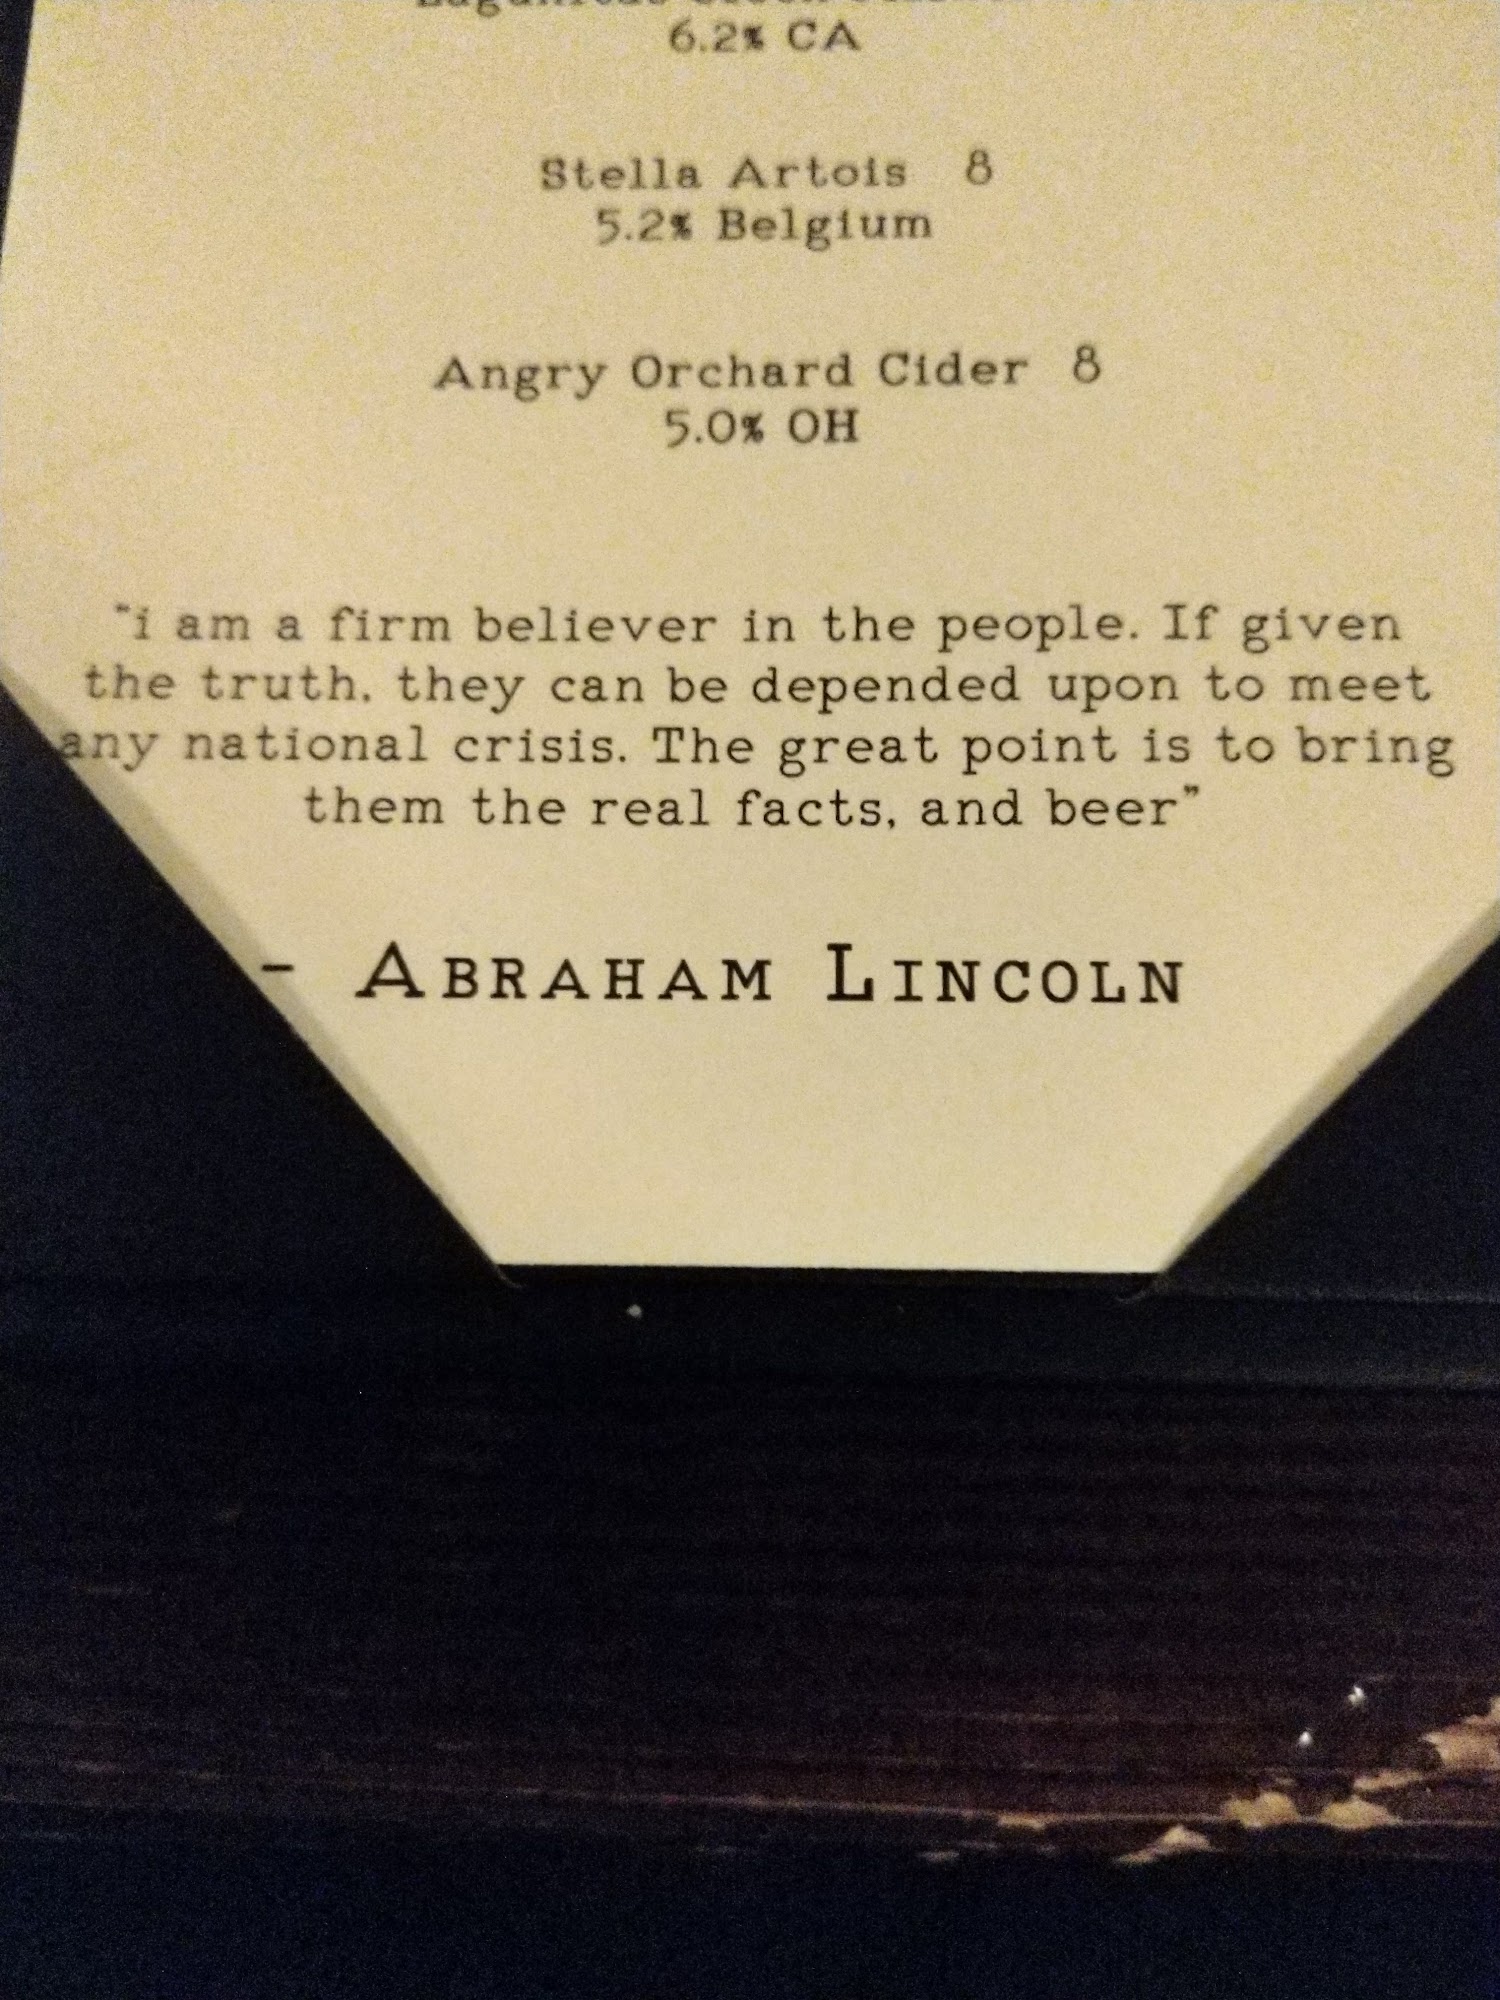 6.2% CA
Stella Artois 8
5.2% Belgium
Angry Orchard Cider 8
5.0% OH
"i am a firm believer in the people. If given
the truth, they can be depended upon to meet
any national crisis. The great point is to bring
them the real facts, and beer"
- ABRAHAM LINCOLN